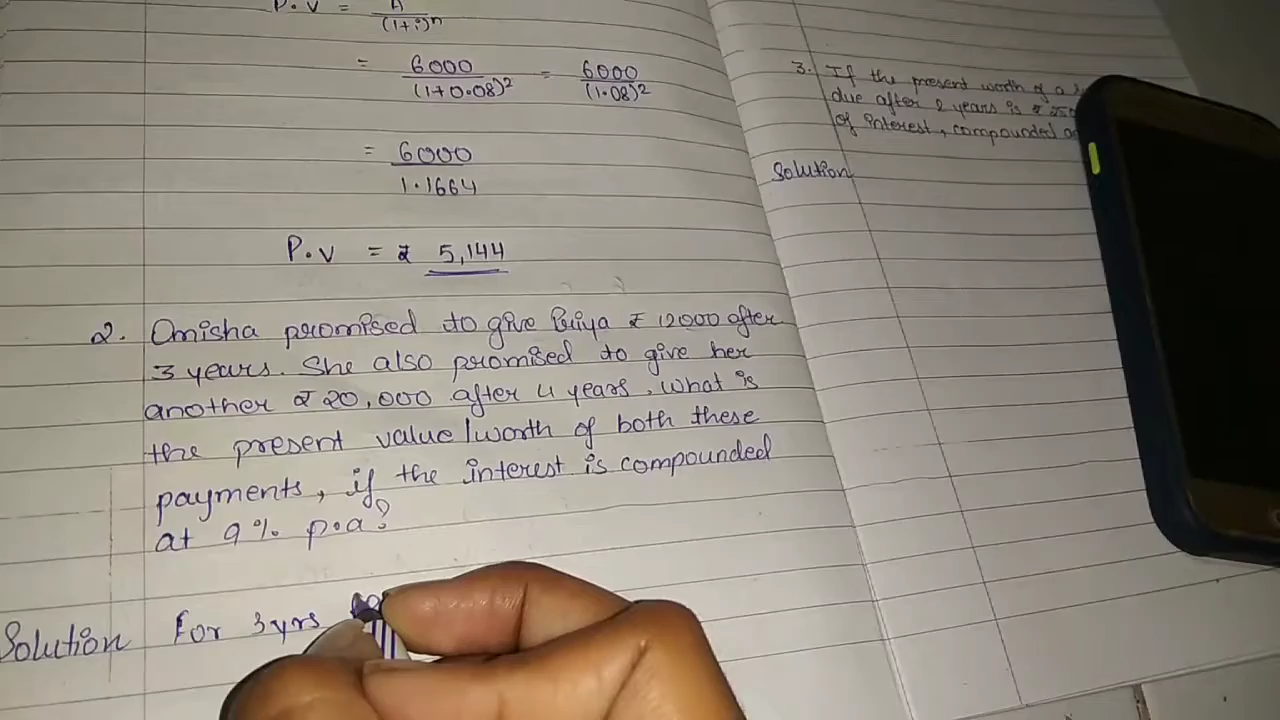 P.V = A
(1+i)n
= 6000 = 6000
(1+0.08)2 (1.08)2
= 6000
1.1664
P.V = ₹ 5,144
2. Omisha promised to give Priya ₹ 12000 after
3 years. She also promised to give her
another ₹ 20,000 after 4 years. What is
the present value/worth of both these
payments, if the interest is compounded
at 9% p.a?
Solution For 3yrs
3. If the present worth of a
due after 2 years is ₹
of interest, compounded
Solution